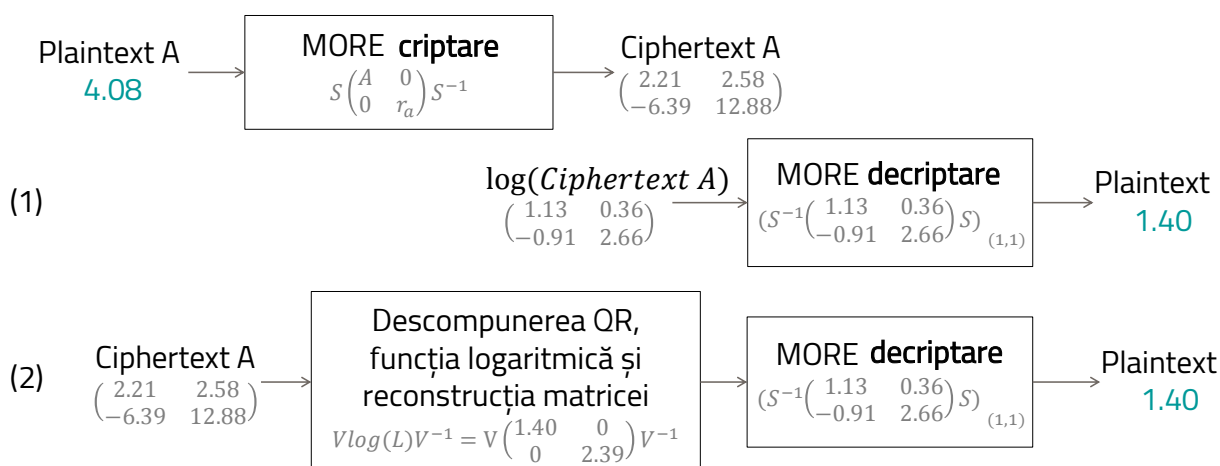 Plaintext A
4.08
MORE criptare
S(A 0
0 r_a)S^{-1}
Ciphertext A
(2.21 2.58
-6.39 12.88)
(1)
log(Ciphertext A)
(1.13 0.36
-0.91 2.66)
MORE decriptare
(S^{-1}(1.13 0.36
-0.91 2.66)S)_{(1,1)}
Plaintext
1.40
(2)
Ciphertext A
(2.21 2.58
-6.39 12.88)
Descompunerea QR,
funcția logaritmică și
reconstrucția matricei
Vlog(L)V^{-1} = V(1.40 0
0 2.39)V^{-1}
MORE decriptare
(S^{-1}(1.13 0.36
-0.91 2.66)S)_{(1,1)}
Plaintext
1.40